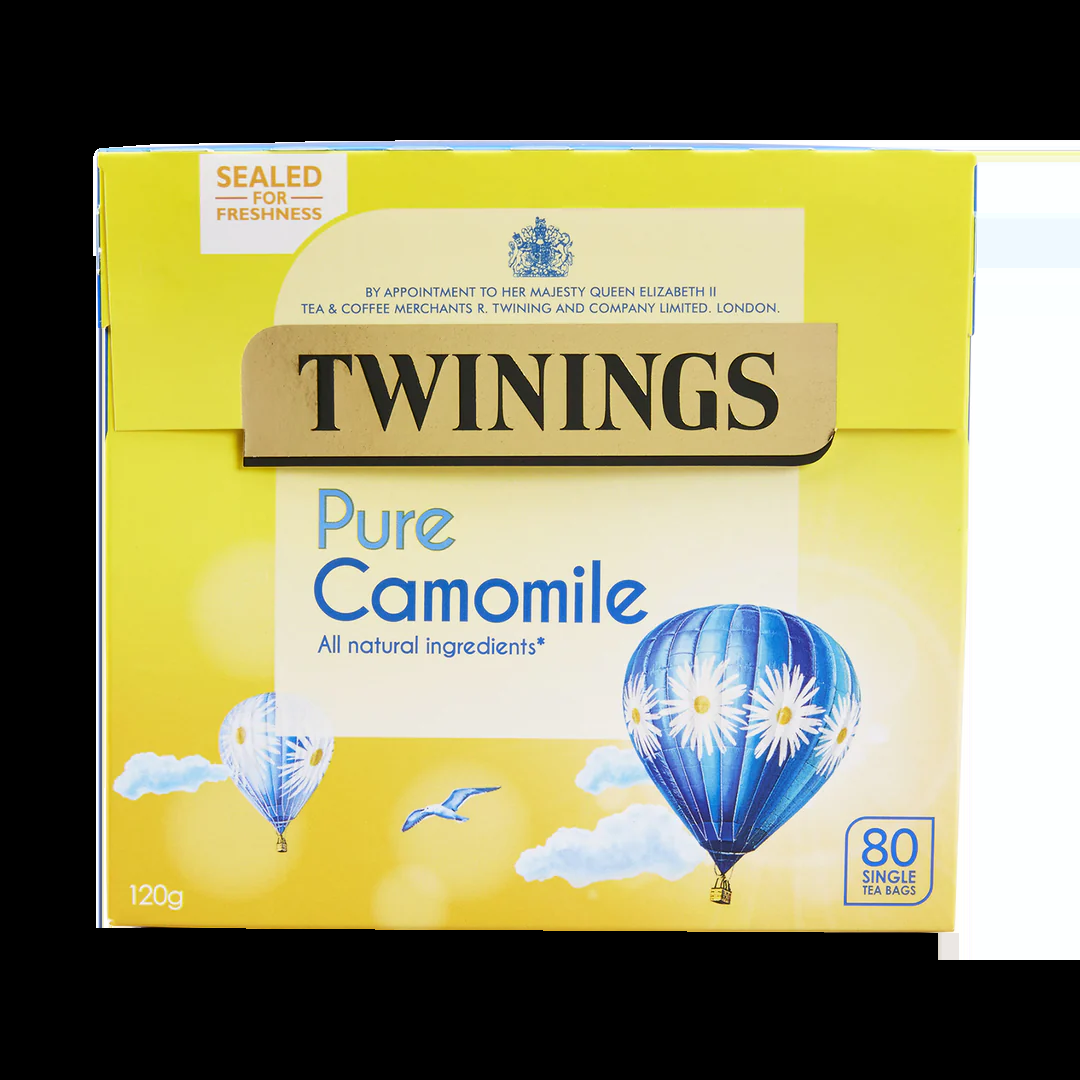 SEALED
FOR
FRESHNESS
BY APPOINTMENT TO HER MAJESTY QUEEN ELIZABETH II
TEA & COFFEE MERCHANTS R. TWINING AND COMPANY LIMITED. LONDON.
TWININGS
Pure
Camomile
All natural ingredients*
120g
80
SINGLE
TEA BAGS